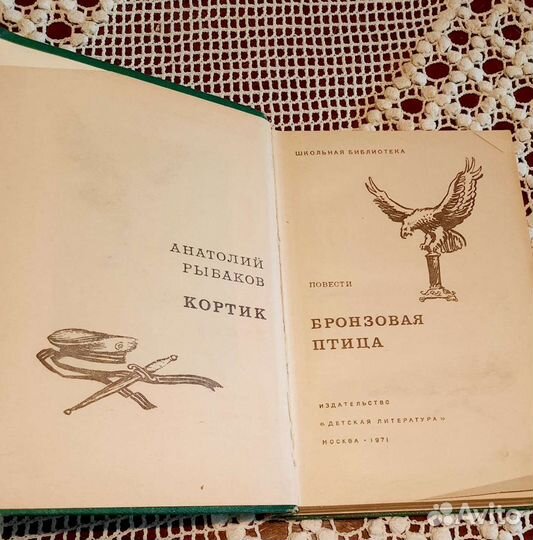 АНАТОЛИЙ
РЫБАКОВ
КОРТИК
ШКОЛЬНАЯ БИБЛИОТЕКА
ПОВЕСТИ
БРОНЗОВАЯ
ПТИЦА
ИЗДАТЕЛЬСТВО
«ДЕТСКАЯ ЛИТЕРАТУРА»
МОСКВА • 1971
Avito